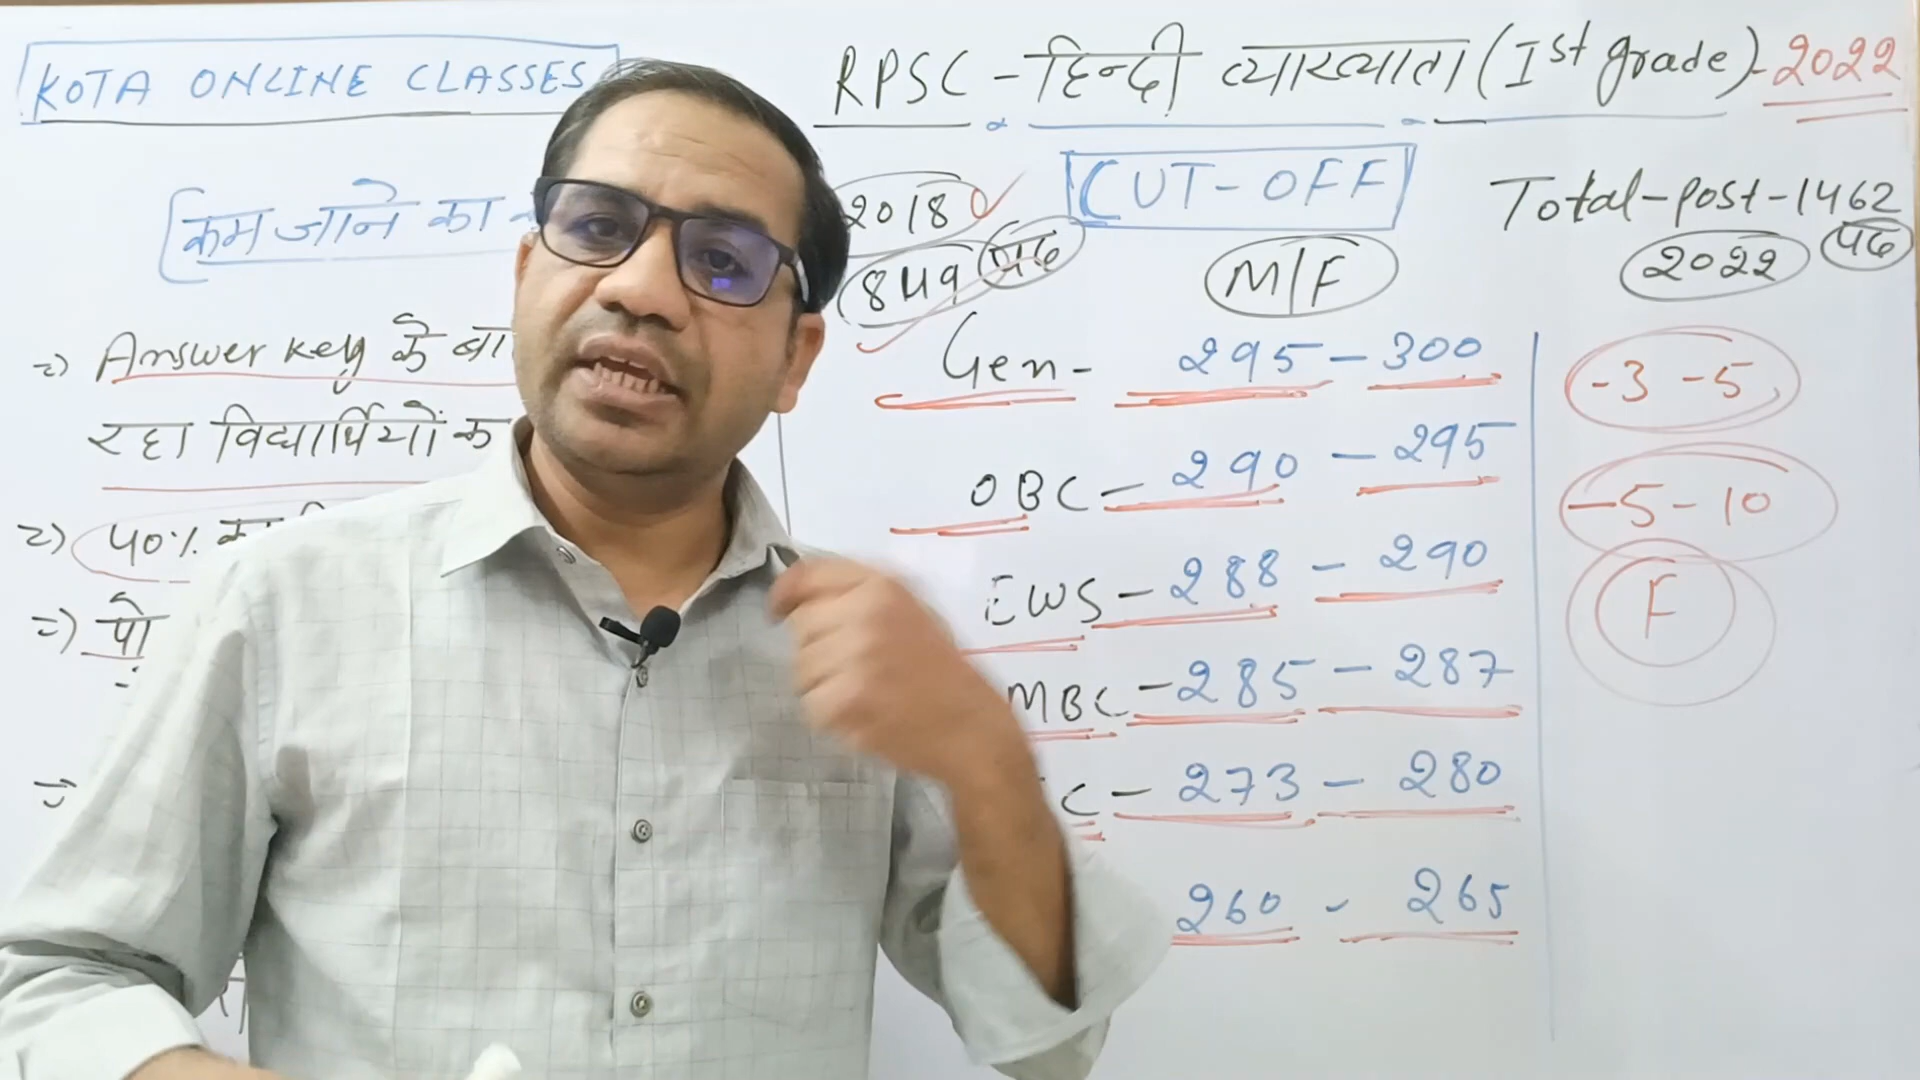 KOTA ONLINE CLASSES
RPSC - हिन्दी व्याख्याता (Ist grade) - 2022
कम जाने का
2018
849 पद
CUT-OFF
Total-post-1462
पद
M/F
2022
=) Answer key के बा
रहा विद्यार्थियों क
=) 40%
=) पे
=)
Gen - 295 - 300
-3 -5
OBC - 290 - 295
-5 - 10
EWS - 288 - 290
F
MBC - 285 - 287
C - 273 - 280
260 - 265